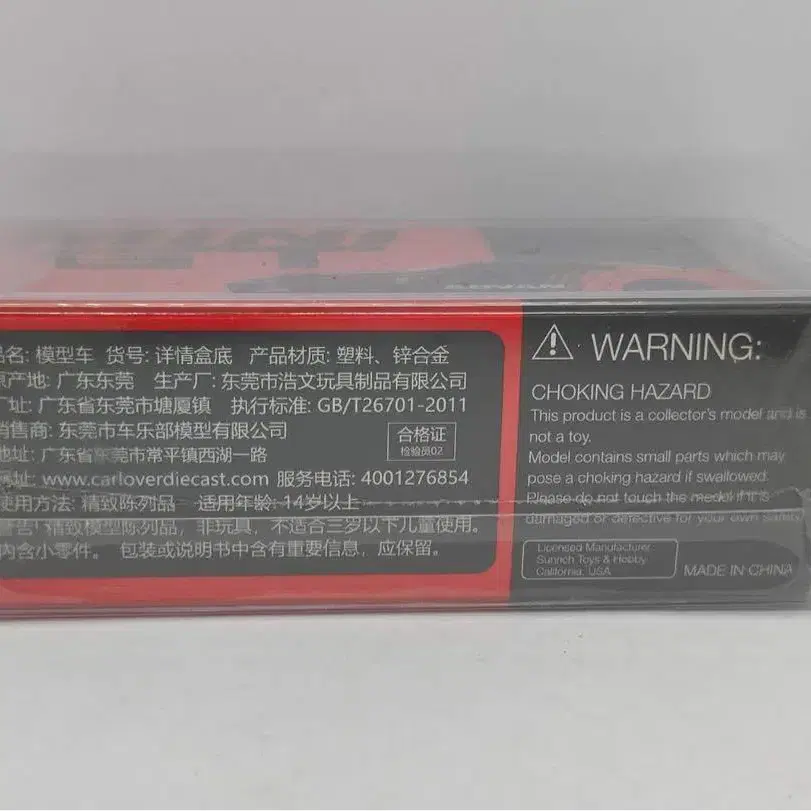 品名: 模型车 货号: 详情盒底 产品材质: 塑料、锌合金
原产地: 广东东莞 生产厂: 东莞市浩文玩具制品有限公司
厂址: 广东省东莞市塘厦镇 执行标准: GB/T26701-2011
销售商: 东莞市车乐部模型有限公司
地址: 广东省东莞市常平镇西湖一路
网址: www.carloverdiecast.com 服务电话: 4001276854
使用方法: 精致陈列品 适用年龄: 14岁以上
警告: 精致模型陈列品, 非玩具, 不适合三岁以下儿童使用。
内含小零件。 包装或说明书中含有重要信息, 应保留。
合格证
检验员02
WARNING:
CHOKING HAZARD
This product is a collector's model and is
not a toy.
Model contains small parts which may
pose a choking hazard if swallowed.
Please do not touch the model if it is
damaged or defective for your own safety
Licensed Manufacturer:
Sunrich Toys & Hobby
California, USA
MADE IN CHINA
ADVAN